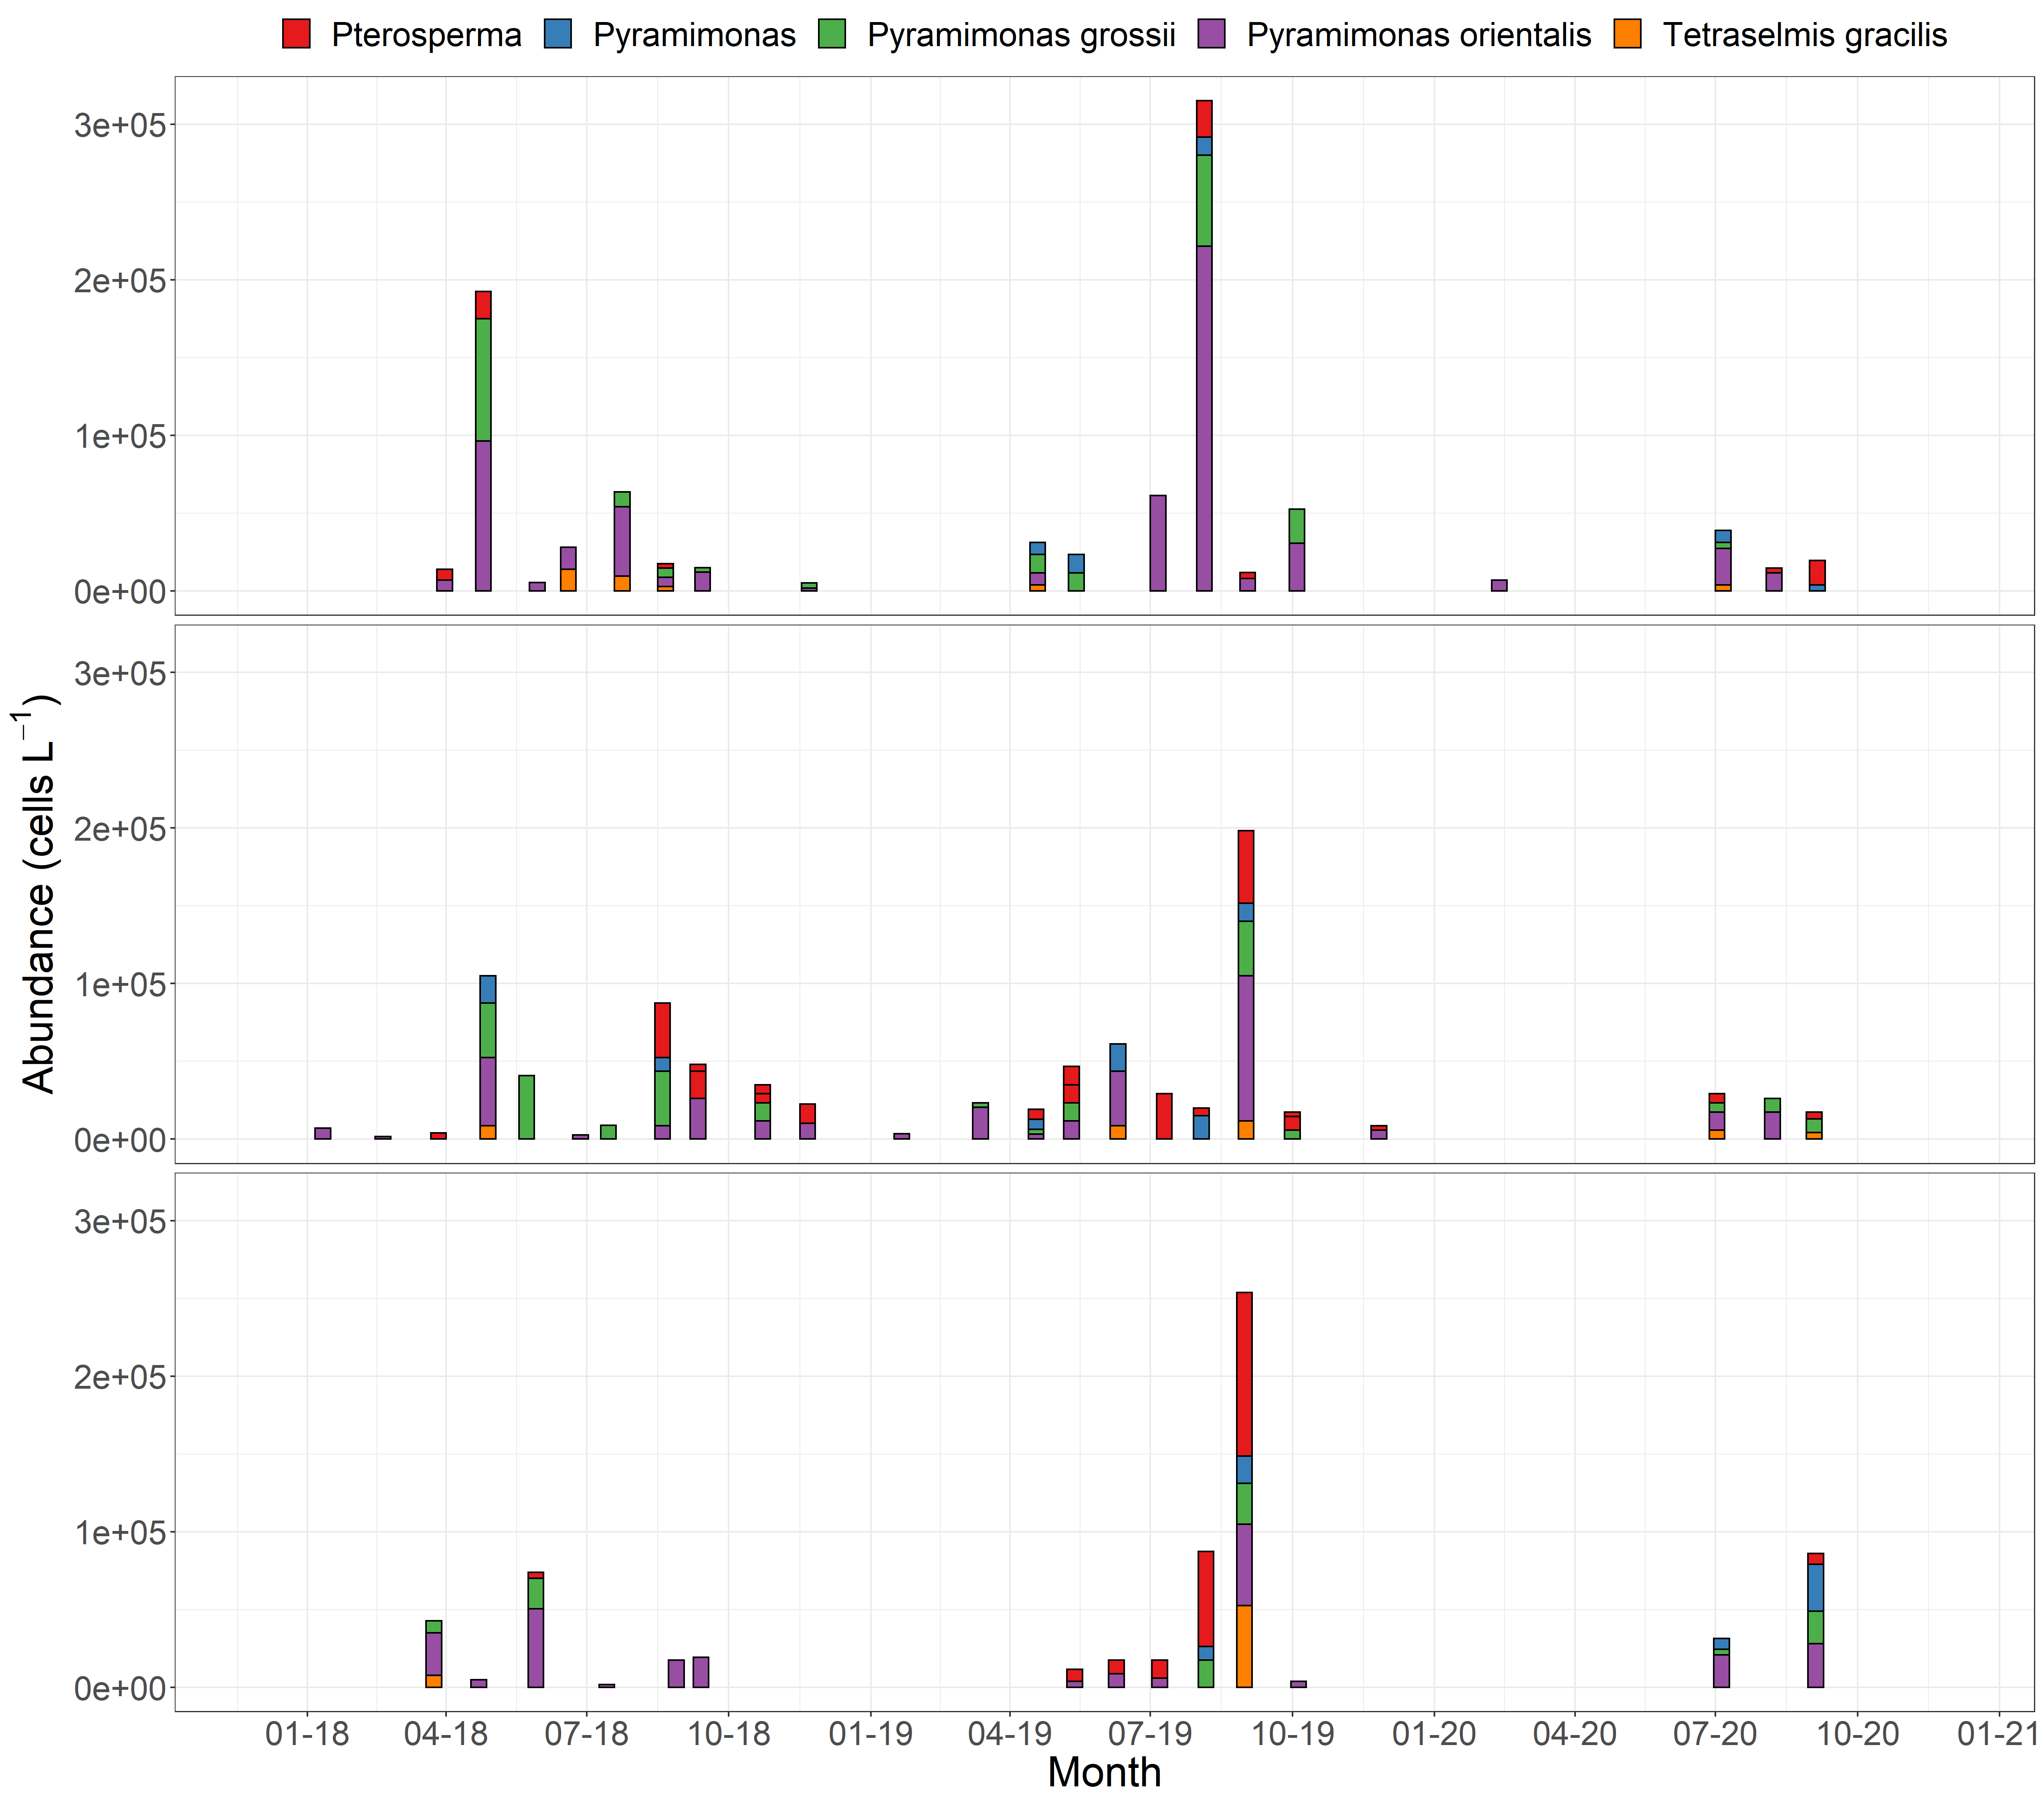 Pterosperma Pyramimonas Pyramimonas grossii Pyramimonas orientalis Tetraselmis gracilis
3e+05
2e+05
1e+05
0e+00
3e+05
2e+05
1e+05
0e+00
3e+05
2e+05
1e+05
0e+00
Abundance (cells L⁻¹)
01-18 04-18 07-18 10-18 01-19 04-19 07-19 10-19 01-20 04-20 07-20 10-20 01-21
Month